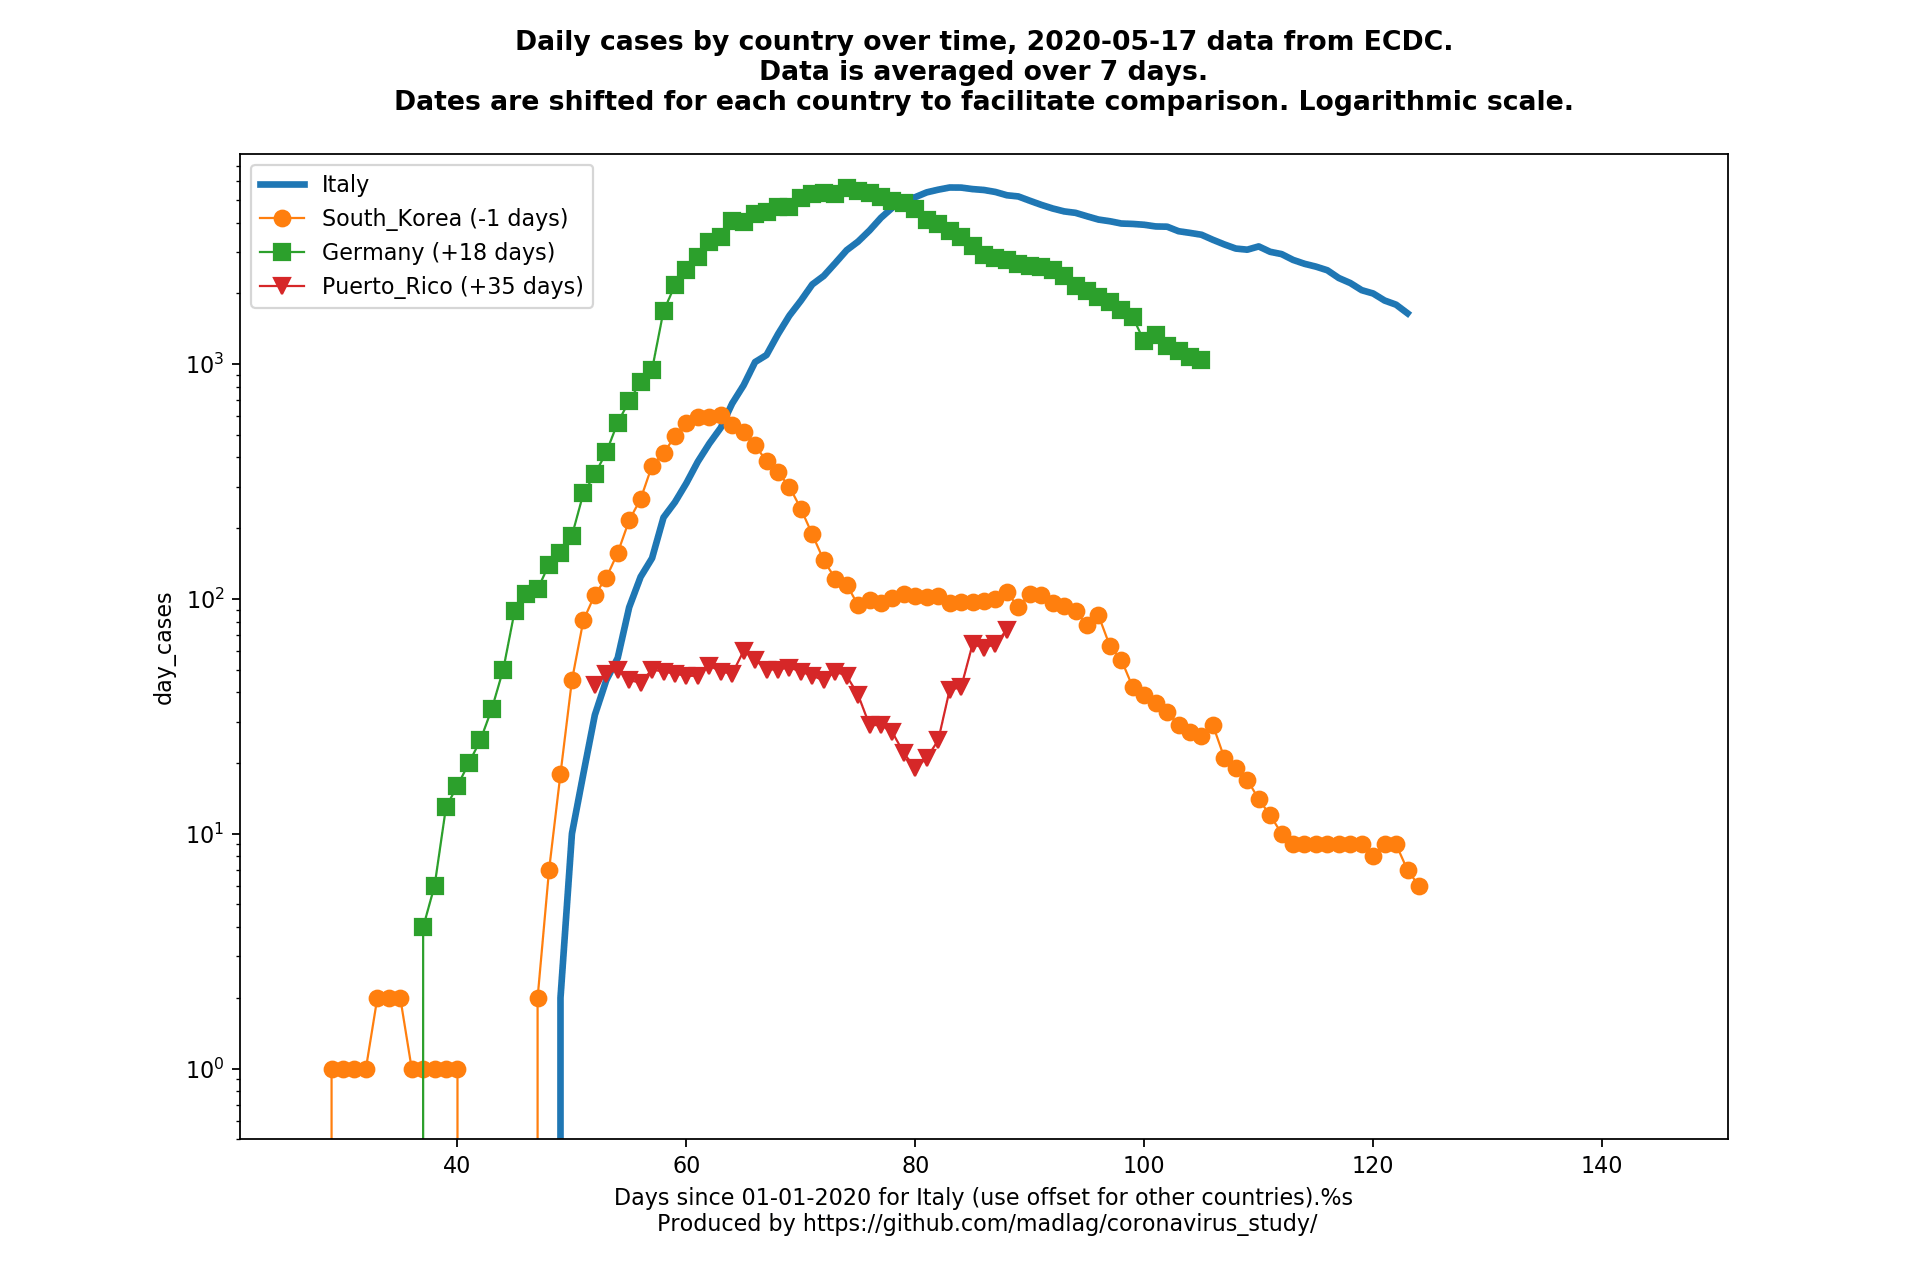 Daily cases by country over time, 2020-05-17 data from ECDC.
Data is averaged over 7 days.
Dates are shifted for each country to facilitate comparison. Logarithmic scale.
Italy
South_Korea (-1 days)
Germany (+18 days)
Puerto_Rico (+35 days)
day_cases
10³
10²
10¹
10⁰
40 60 80 100 120 140
Days since 01-01-2020 for Italy (use offset for other countries).%s
Produced by https://github.com/madlag/coronavirus_study/